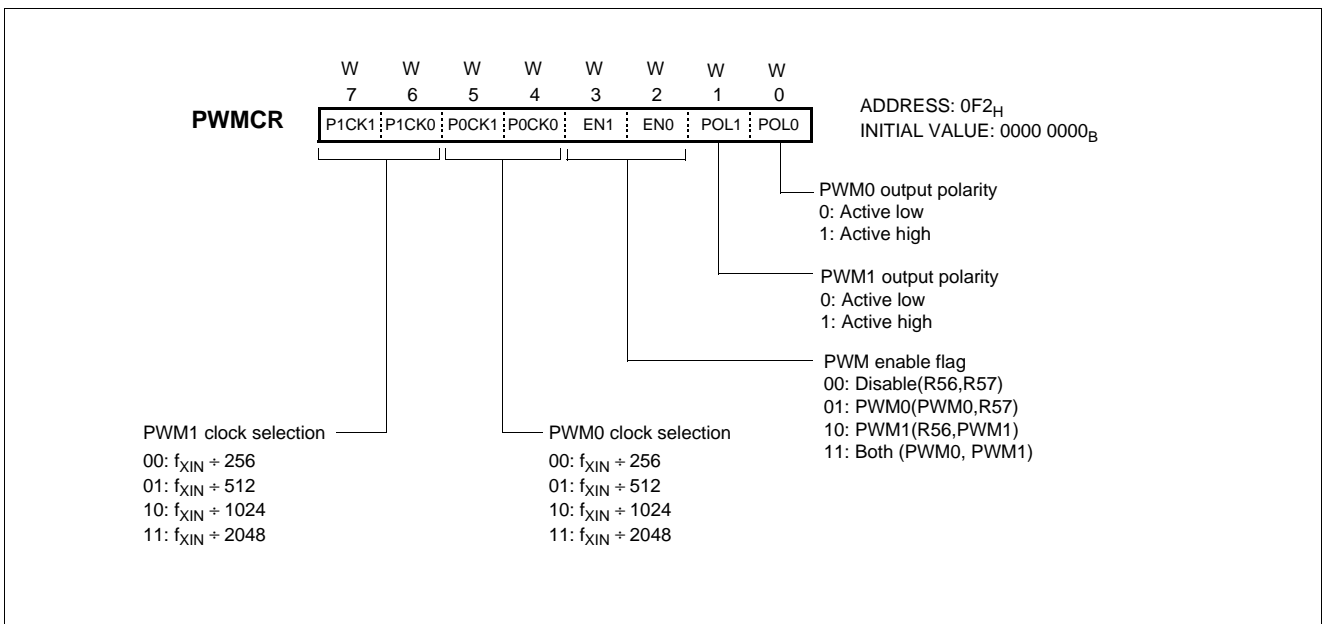 W W W W W W W W
7 6 5 4 3 2 1 0
PWMCR P1CK1 P1CK0 P0CK1 P0CK0 EN1 EN0 POL1 POL0
ADDRESS: 0F2H
INITIAL VALUE: 0000 0000B
PWM0 output polarity
0: Active low
1: Active high
PWM1 output polarity
0: Active low
1: Active high
PWM enable flag
00: Disable(R56,R57)
01: PWM0(PWM0,R57)
10: PWM1(R56,PWM1)
11: Both (PWM0, PWM1)
PWM1 clock selection
00: fXIN ÷ 256
01: fXIN ÷ 512
10: fXIN ÷ 1024
11: fXIN ÷ 2048
PWM0 clock selection
00: fXIN ÷ 256
01: fXIN ÷ 512
10: fXIN ÷ 1024
11: fXIN ÷ 2048